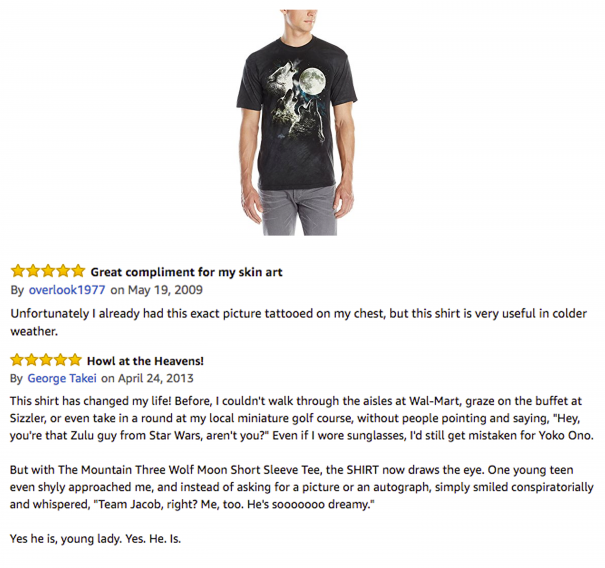 Great compliment for my skin art
By overlook1977 on May 19, 2009
Unfortunately I already had this exact picture tattooed on my chest, but this shirt is very useful in colder
weather.
Howl at the Heavens!
By George Takei on April 24, 2013
This shirt has changed my life! Before, I couldn't walk through the aisles at Wal-Mart, graze on the buffet at
Sizzler, or even take in a round at my local miniature golf course, without people pointing and saying, "Hey,
you're that Zulu guy from Star Wars, aren't you?" Even if I wore sunglasses, I'd still get mistaken for Yoko Ono.
But with The Mountain Three Wolf Moon Short Sleeve Tee, the SHIRT now draws the eye. One young teen
even shyly approached me, and instead of asking for a picture or an autograph, simply smiled conspiratorially
and whispered, "Team Jacob, right? Me, too. He's sooooooo dreamy."
Yes he is, young lady. Yes. He. Is.